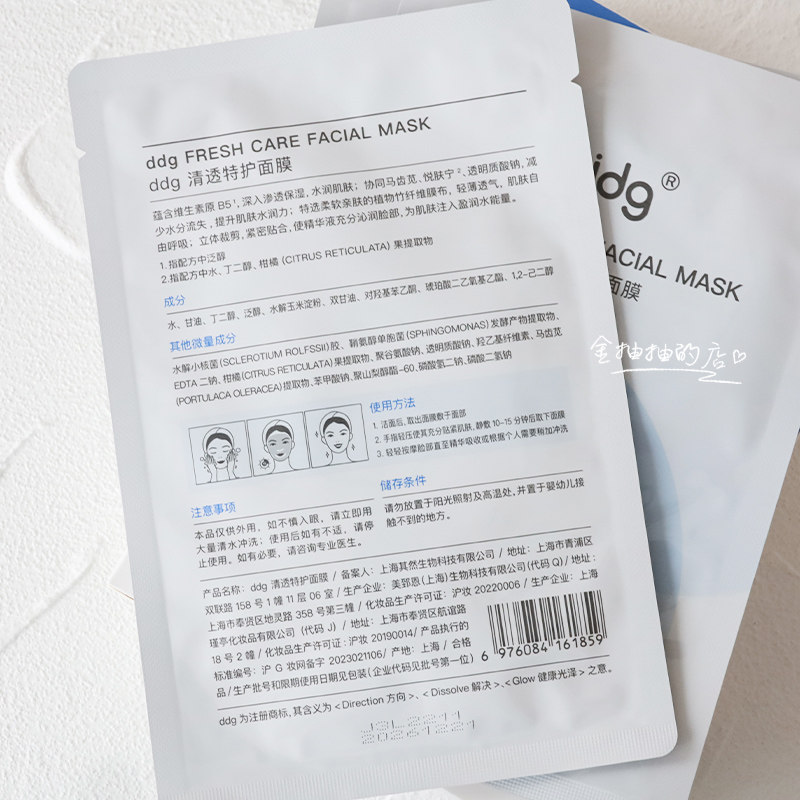 ddg FRESH CARE FACIAL MASK
ddg 清透特护面膜
蕴含维生素原 B5¹, 深入渗透保湿, 水润肌肤; 协同马齿苋、悦肤宁²、透明质酸钠, 减
少水分流失, 提升肌肤水润力; 特选柔软亲肤的植物竹纤维膜布, 轻薄透气, 肌肤自
由呼吸; 立体裁剪, 紧密贴合, 使精华液充分沁润脸部, 为肌肤注入盈润水能量。
1.指配方中泛醇
2.指配方中水、丁二醇、柑橘 (CITRUS RETICULATA) 果提取物
成分
水、甘油、丁二醇、泛醇、水解玉米淀粉、双甘油、对羟基苯乙酮、琥珀酸二乙氧基乙酯、1,2-己二醇
其他微量成分
水解小核菌(SCLEROTIUM ROLFSSII)胶、鞘氨醇单胞菌(SPHINGOMONAS)发酵产物提取物、
EDTA 二钠、柑橘(CITRUS RETICULATA)果提取物、聚谷氨酸钠、透明质酸钠、羟乙基纤维素、马齿苋
(PORTULACA OLERACEA)提取物、苯甲酸钠、聚山梨醇酯-60、磷酸氢二钠、磷酸二氢钠
使用方法
1. 洁面后, 取出面膜敷于面部
2. 手指轻压使其充分贴紧肌肤, 静敷 10-15 分钟后取下面膜
3. 轻轻按摩脸部直至精华吸收或根据个人需要稍加冲洗
注意事项
本品仅供外用, 如不慎入眼, 请立即用
大量清水冲洗; 使用后如有不适, 请停
止使用。如有必要, 请咨询专业医生。
储存条件
请勿放置于阳光照射及高温处, 并置于婴幼儿接
触不到的地方。
产品名称: ddg 清透特护面膜 / 备案人: 上海其然生物科技有限公司 / 地址: 上海市青浦区
双联路 158 号 1 幢 11 层 06 室 / 生产企业: 美郅恩(上海)生物科技有限公司(代码 Q) / 地址:
上海市奉贤区地灵路 358 号第三幢 / 化妆品生产许可证: 沪妆 20220006 / 生产企业: 上海
瑾亭化妆品有限公司 (代码 J) / 地址: 上海市奉贤区航谊路
18 号 2 幢 / 化妆品生产许可证: 沪妆 20190014/ 产品执行的
标准编号: 沪 G 妆网备字 2023021106/ 产地: 上海 / 合格
品 / 生产批号和限期使用日期见包装(企业代码见批号第一位)
6 976084 161859
ddg 为注册商标, 其含义为 < Direction 方向 >、< Dissolve 解决 >、< Glow 健康光泽 > 之意。
J3L2211
20261221
ddg®
FACIAL MASK
面膜
金抽抽的店♡